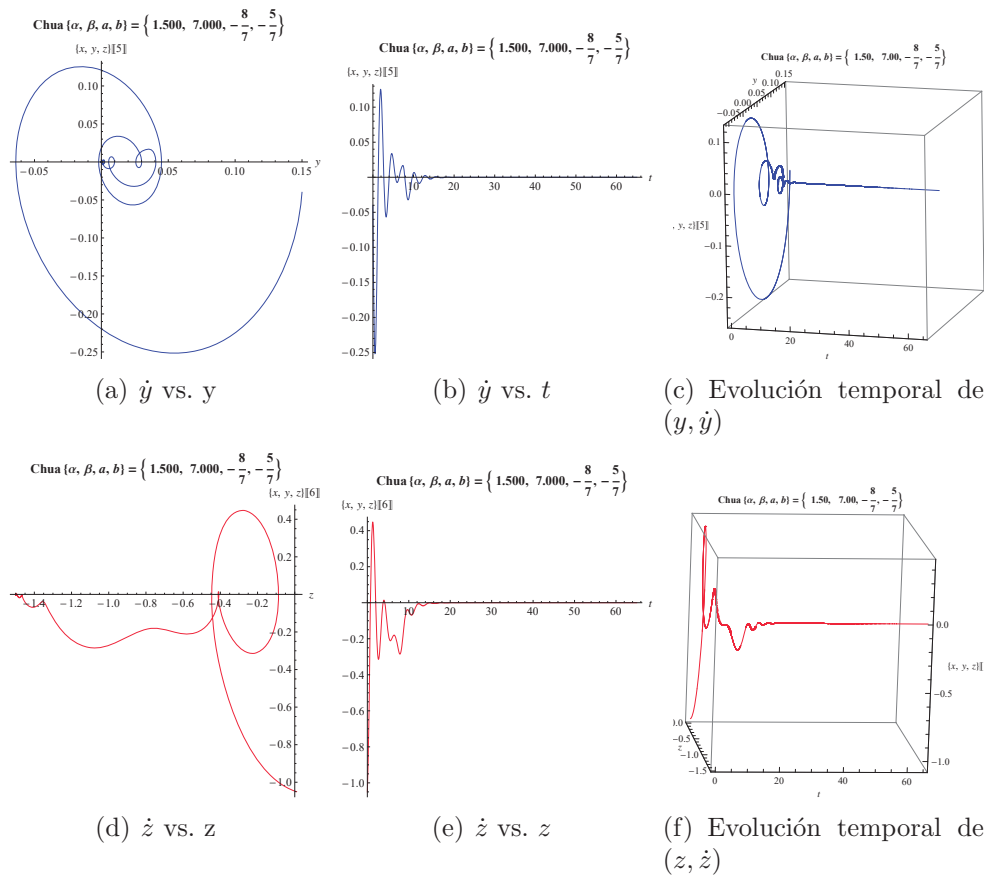 Chua {α, β, a, b} = { 1.500, 7.000, −8/7, −5/7}
{x, y, z}[[5]]
0.10
0.05
−0.05
0.05
0.10
0.15
y
−0.05
−0.10
−0.15
−0.20
−0.25
(a) ẏ vs. y
Chua {α, β, a, b} = { 1.500, 7.000, −8/7, −5/7}
{x, y, z}[[5]]
0.10
0.05
10
20
30
40
50
60
t
−0.05
−0.10
−0.15
−0.20
−0.25
(b) ẏ vs. t
Chua {α, β, a, b} = { 1.50, 7.00, −8/7, −5/7}
0.15
y 0.10
0.05
0.00
−0.05
0.1
0.0
, y, z}[[5]]
−0.1
−0.2
0
20
40
60
t
(c) Evolución temporal de
(y, ẏ)
Chua {α, β, a, b} = { 1.500, 7.000, −8/7, −5/7}
{x, y, z}[[6]]
0.4
0.2
−1.4
−1.2
−1.0
−0.8
−0.6
−0.4
−0.2
z
−0.2
−0.4
−0.6
−0.8
−1.0
(d) ż vs. z
Chua {α, β, a, b} = { 1.500, 7.000, −8/7, −5/7}
{x, y, z}[[6]]
0.4
0.2
10
20
30
40
50
60
t
−0.2
−0.4
−0.6
−0.8
−1.0
(e) ż vs. z
Chua {α, β, a, b} = { 1.50, 7.00, −8/7, −5/7}
0.0
{x, y, z}[[
−0.5
−1.0
0.0
−0.5
z
−1.0
−1.5
0
20
40
60
t
(f) Evolución temporal de
(z, ż)